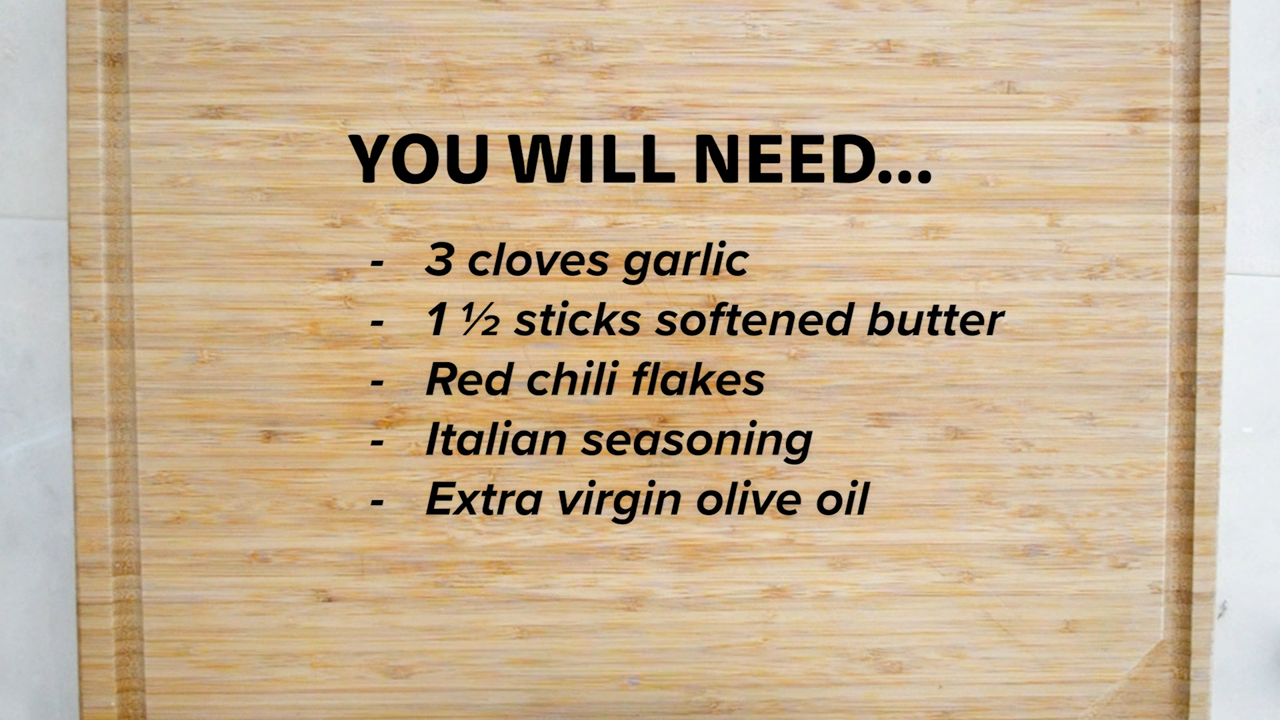 YOU WILL NEED...
- 3 cloves garlic
- 1 ½ sticks softened butter
- Red chili flakes
- Italian seasoning
- Extra virgin olive oil